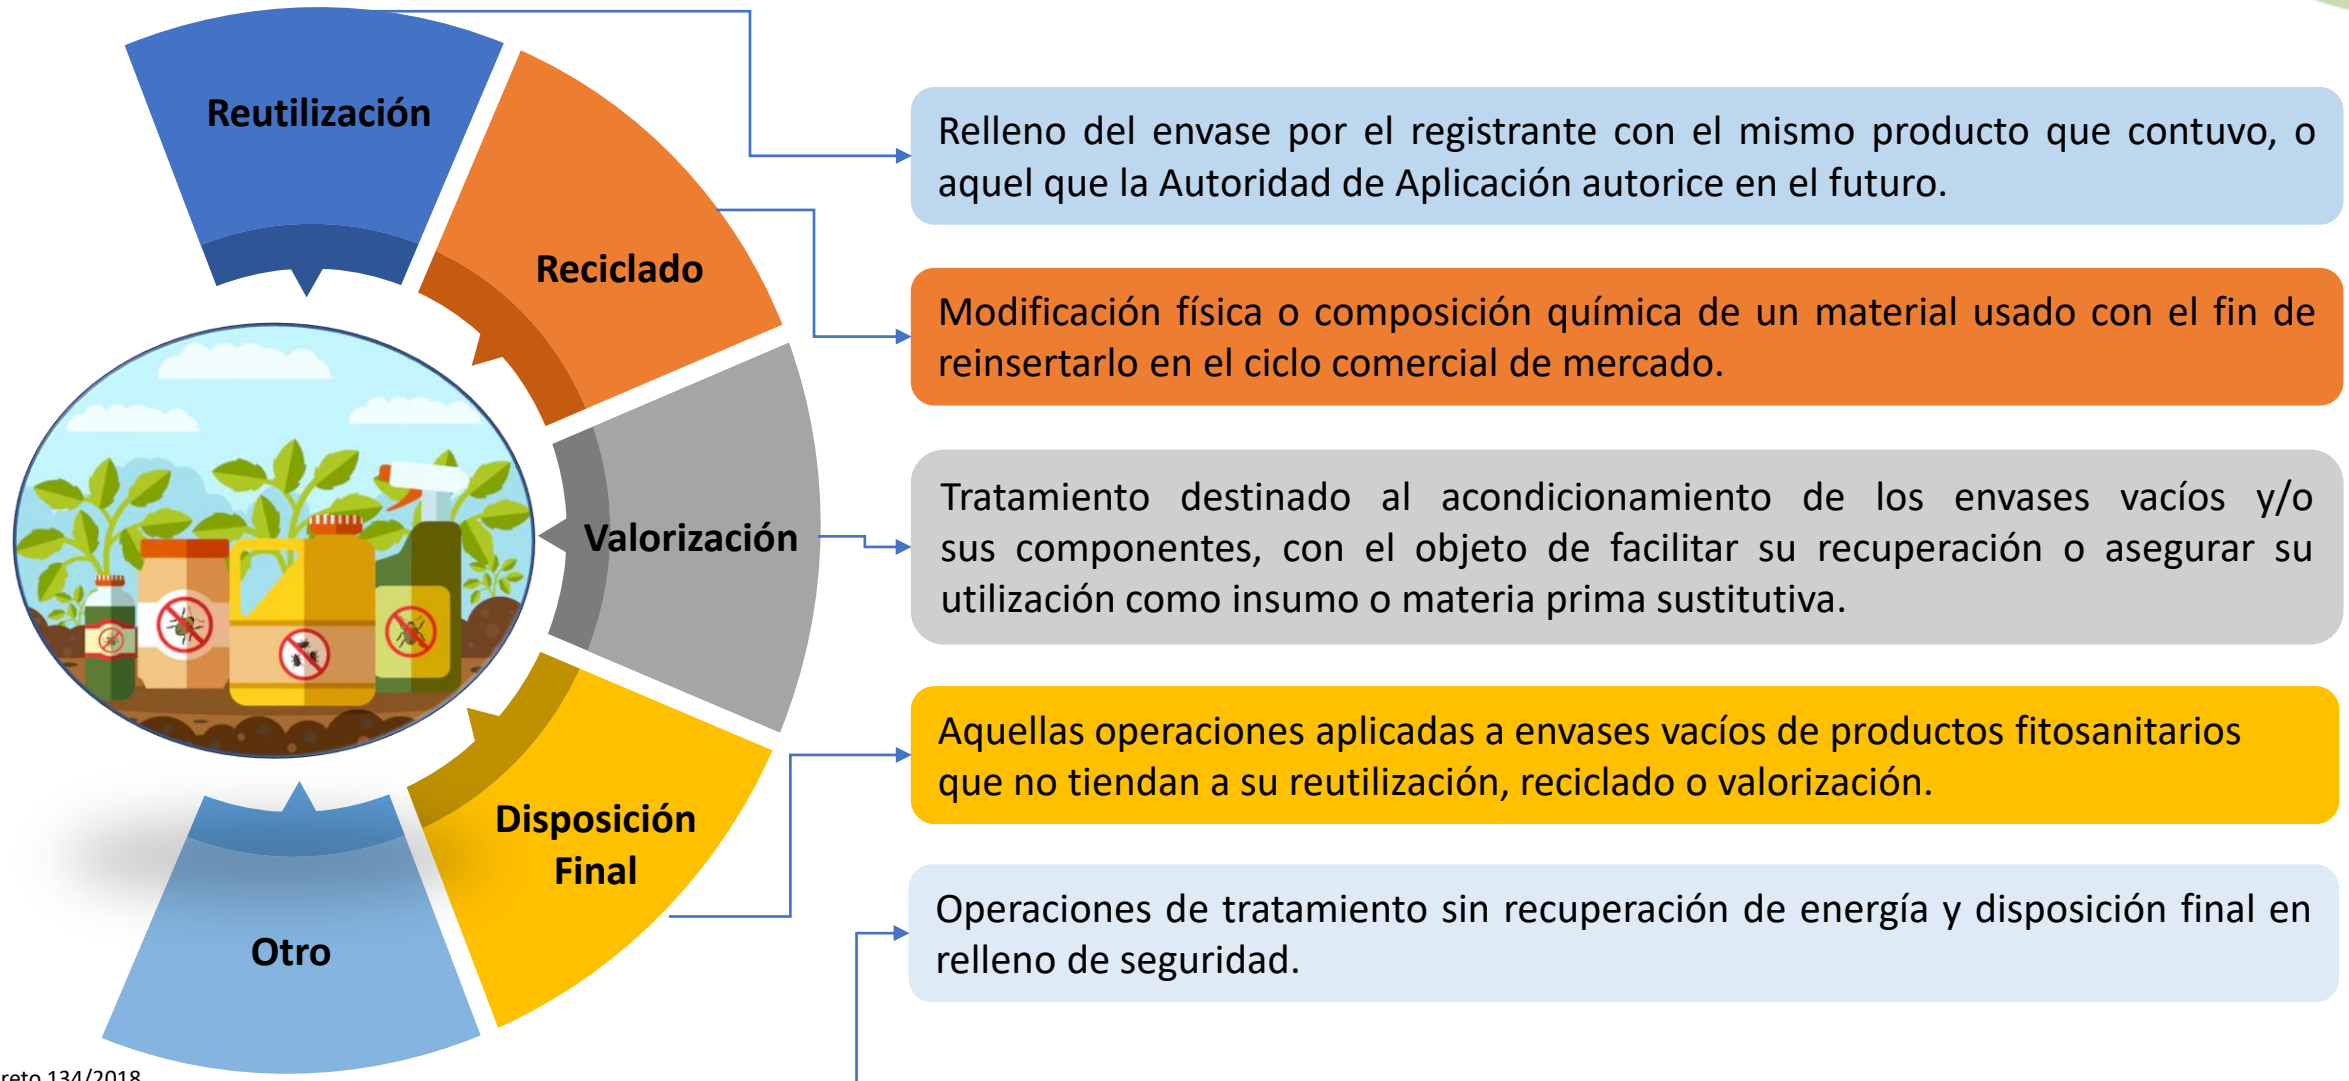 Reutilización
Relleno del envase por el registrante con el mismo producto que contuvo, o
aquel que la Autoridad de Aplicación autorice en el futuro.
Reciclado
Modificación física o composición química de un material usado con el fin de
reinsertarlo en el ciclo comercial de mercado.
Valorización
Tratamiento destinado al acondicionamiento de los envases vacíos y/o
sus componentes, con el objeto de facilitar su recuperación o asegurar su
utilización como insumo o materia prima sustitutiva.
Disposición
Final
Aquellas operaciones aplicadas a envases vacíos de productos fitosanitarios
que no tiendan a su reutilización, reciclado o valorización.
Otro
Operaciones de tratamiento sin recuperación de energía y disposición final en
relleno de seguridad.
reto 134/2018